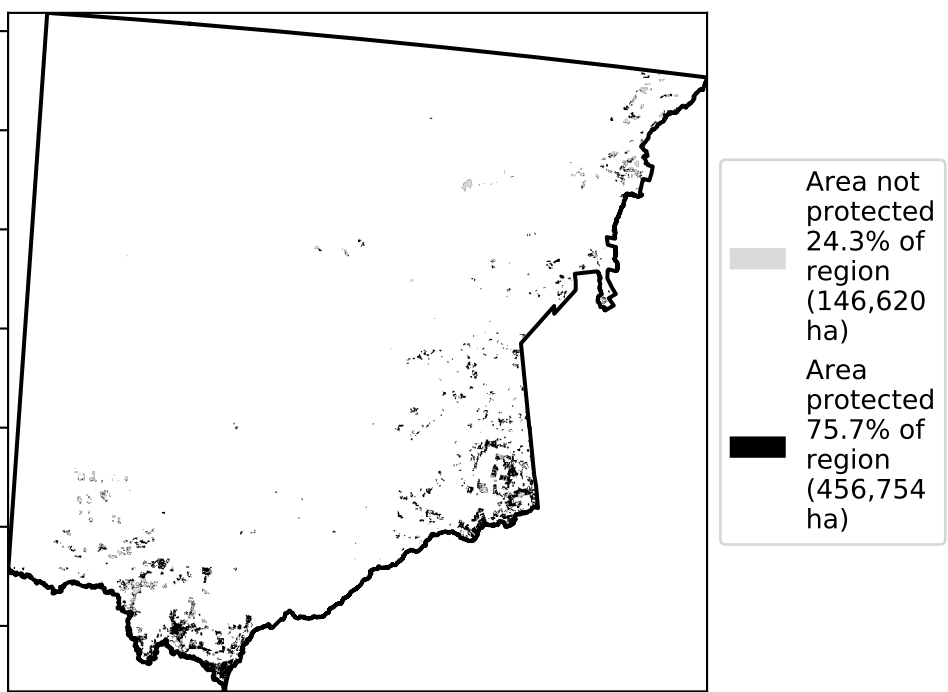 Area not
protected
24.3% of
region
(146,620
ha)
Area
protected
75.7% of
region
(456,754
ha)